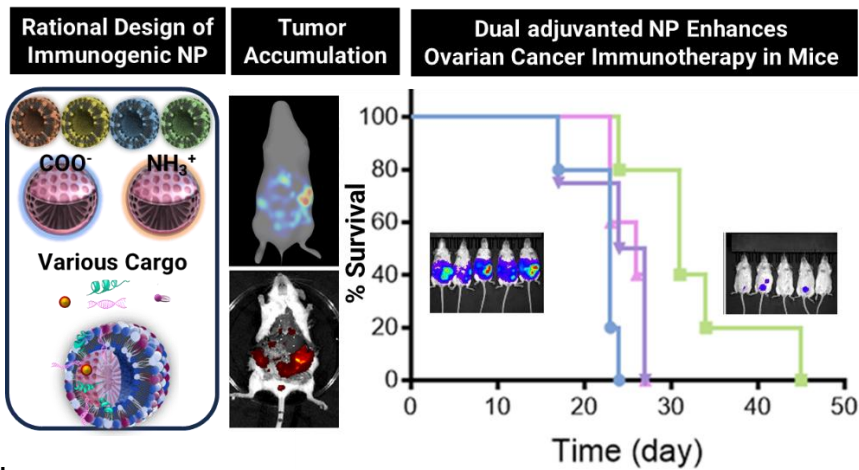 Rational Design of
Immunogenic NP
Tumor
Accumulation
Dual adjuvanted NP Enhances
Ovarian Cancer Immunotherapy in Mice
COO-
NH3+
Various Cargo
% Survival
100
80
60
40
20
0
0 10 20 30 40 50
Time (day)